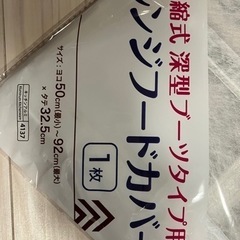 縮式 深型ブーツタイプ用
ンジフードカバー
サイズ:ヨコ50cm(最小)〜92cm(最大)
×タテ32.5cm
1枚
4137